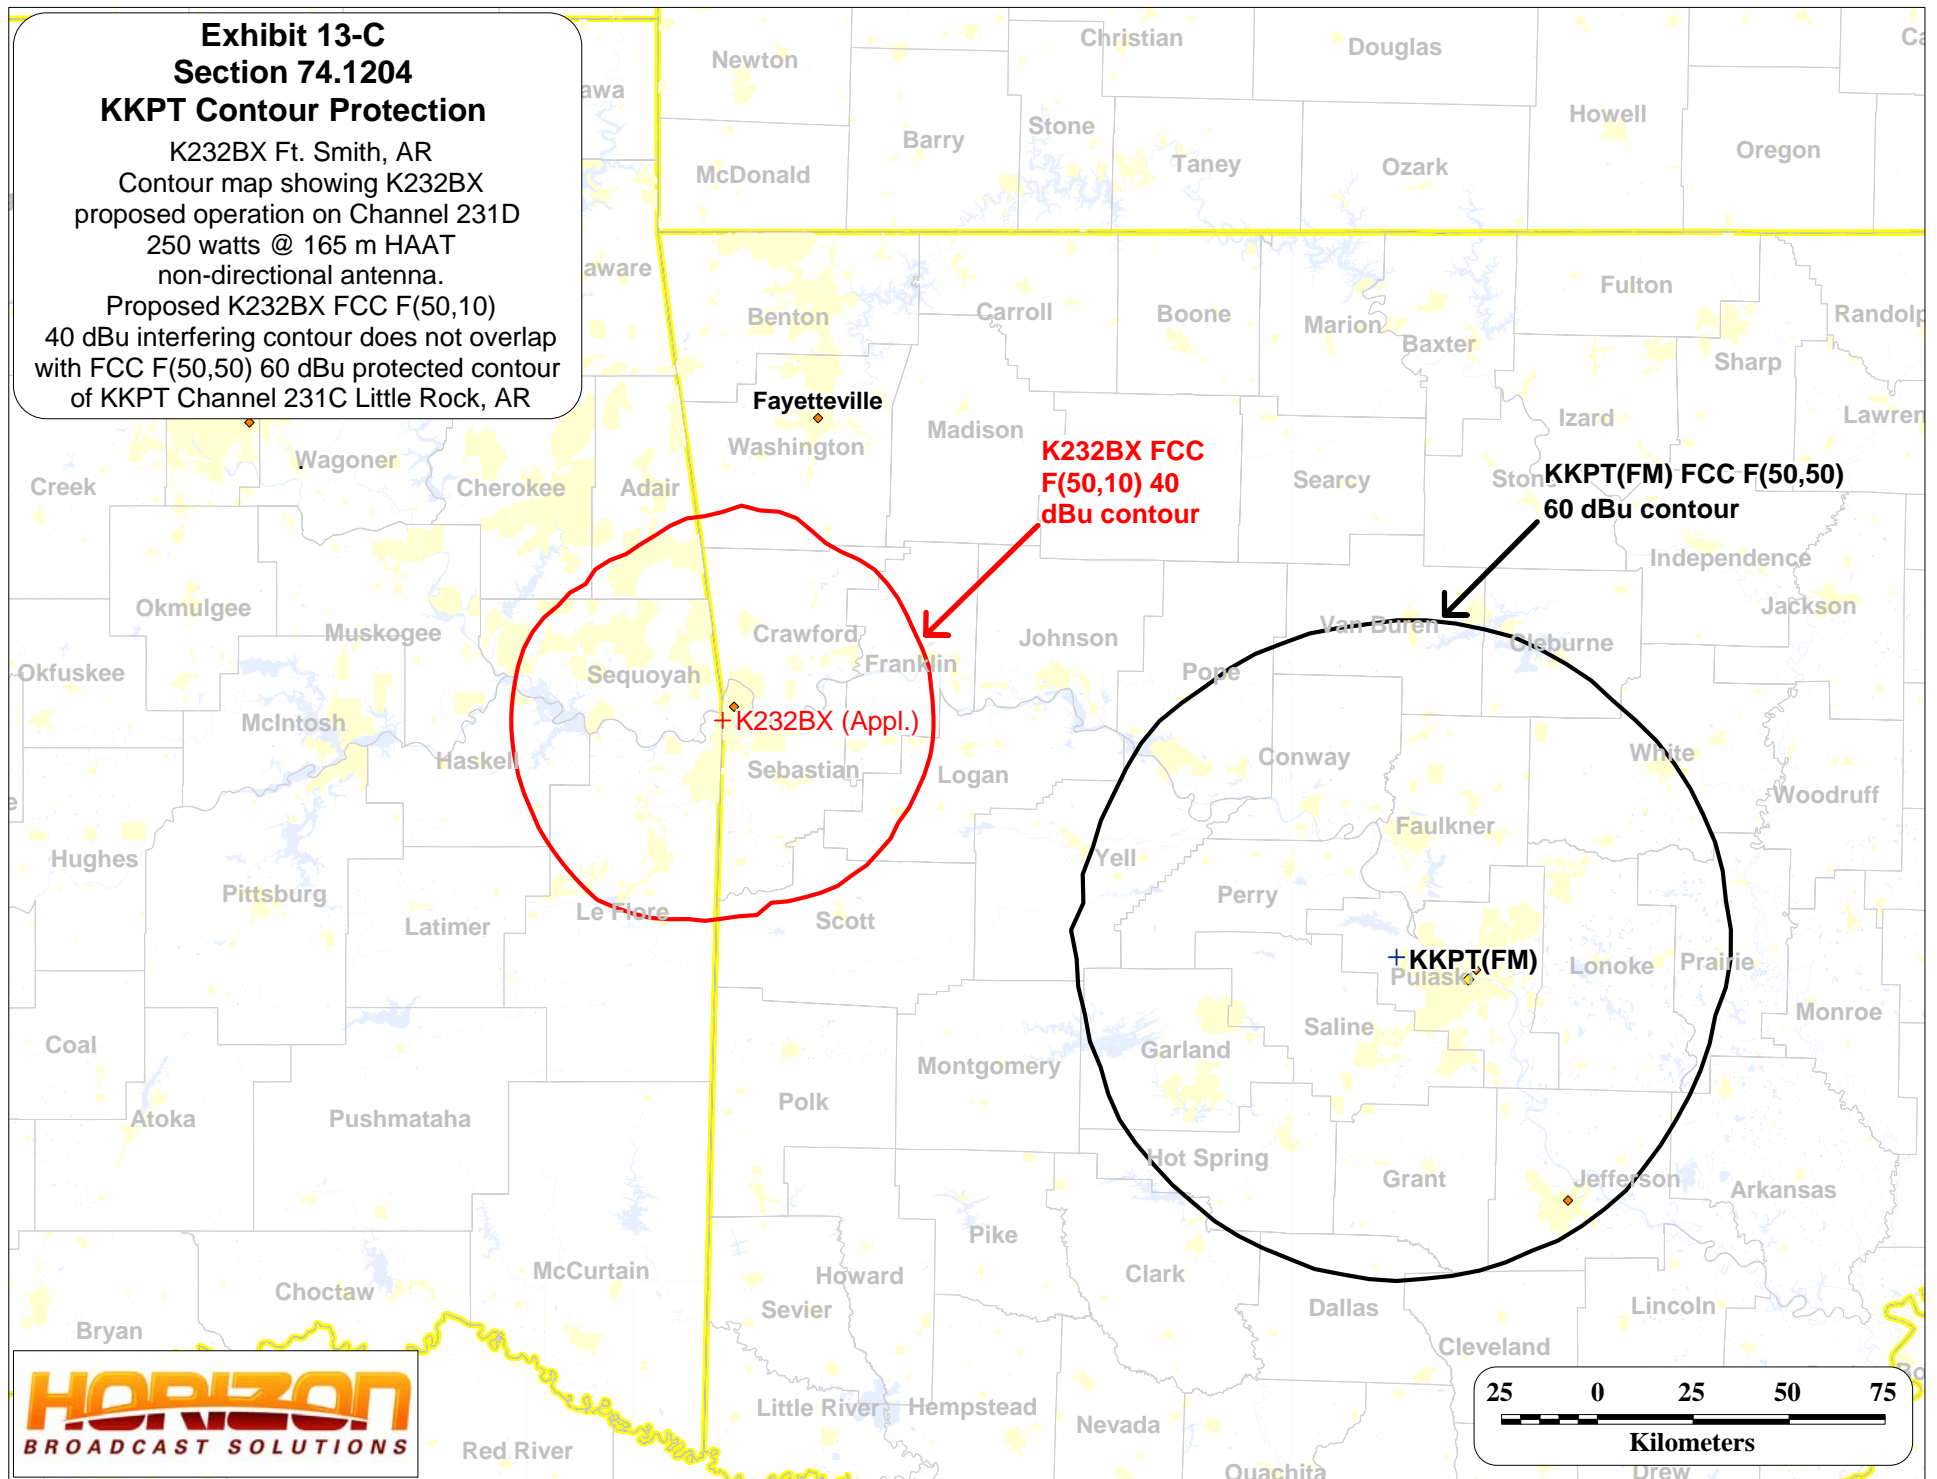 Exhibit 13-C
Section 74.1204
KKPT Contour Protection
K232BX Ft. Smith, AR
Contour map showing K232BX
proposed operation on Channel 231D
250 watts @ 165 m HAAT
non-directional antenna.
Proposed K232BX FCC F(50,10)
40 dBu interfering contour does not overlap
with FCC F(50,50) 60 dBu protected contour
of KKPT Channel 231C Little Rock, AR
Newton
Christian
Douglas
Ca
awa
Howell
Barry
Stone
Oregon
McDonald
Taney
Ozark
aware
Fulton
Benton
Carroll
Boone
Marion
Randolp
Baxter
Sharp
Fayetteville
Izard
Lawren
Washington
Madison
K232BX FCC
F(50,10) 40
dBu contour
Wagoner
Creek
Cherokee
Adair
Searcy
Stone
KKPT(FM) FCC F(50,50)
60 dBu contour
Independence
Okmulgee
Jackson
Muskogee
Crawford
Johnson
Van Buren
Cleburne
Franklin
Okfuskee
Sequoyah
Pope
McIntosh
K232BX (Appl.)
Haskell
Sebastian
Logan
Conway
White
Woodruff
e
Hughes
Yell
Faulkner
Pittsburg
Perry
Le Flore
Latimer
Scott
KKPT(FM)
Pulaski
Lonoke
Prairie
Monroe
Coal
Saline
Garland
Montgomery
Polk
Atoka
Pushmataha
Hot Spring
Grant
Jefferson
Arkansas
Pike
McCurtain
Howard
Clark
Choctaw
Sevier
Dallas
Lincoln
Bryan
Cleveland
Bo
Little River
Hempstead
Nevada
Red River
Ouachita
Drew
HORIZON
BROADCAST SOLUTIONS
25 0 25 50 75
Kilometers